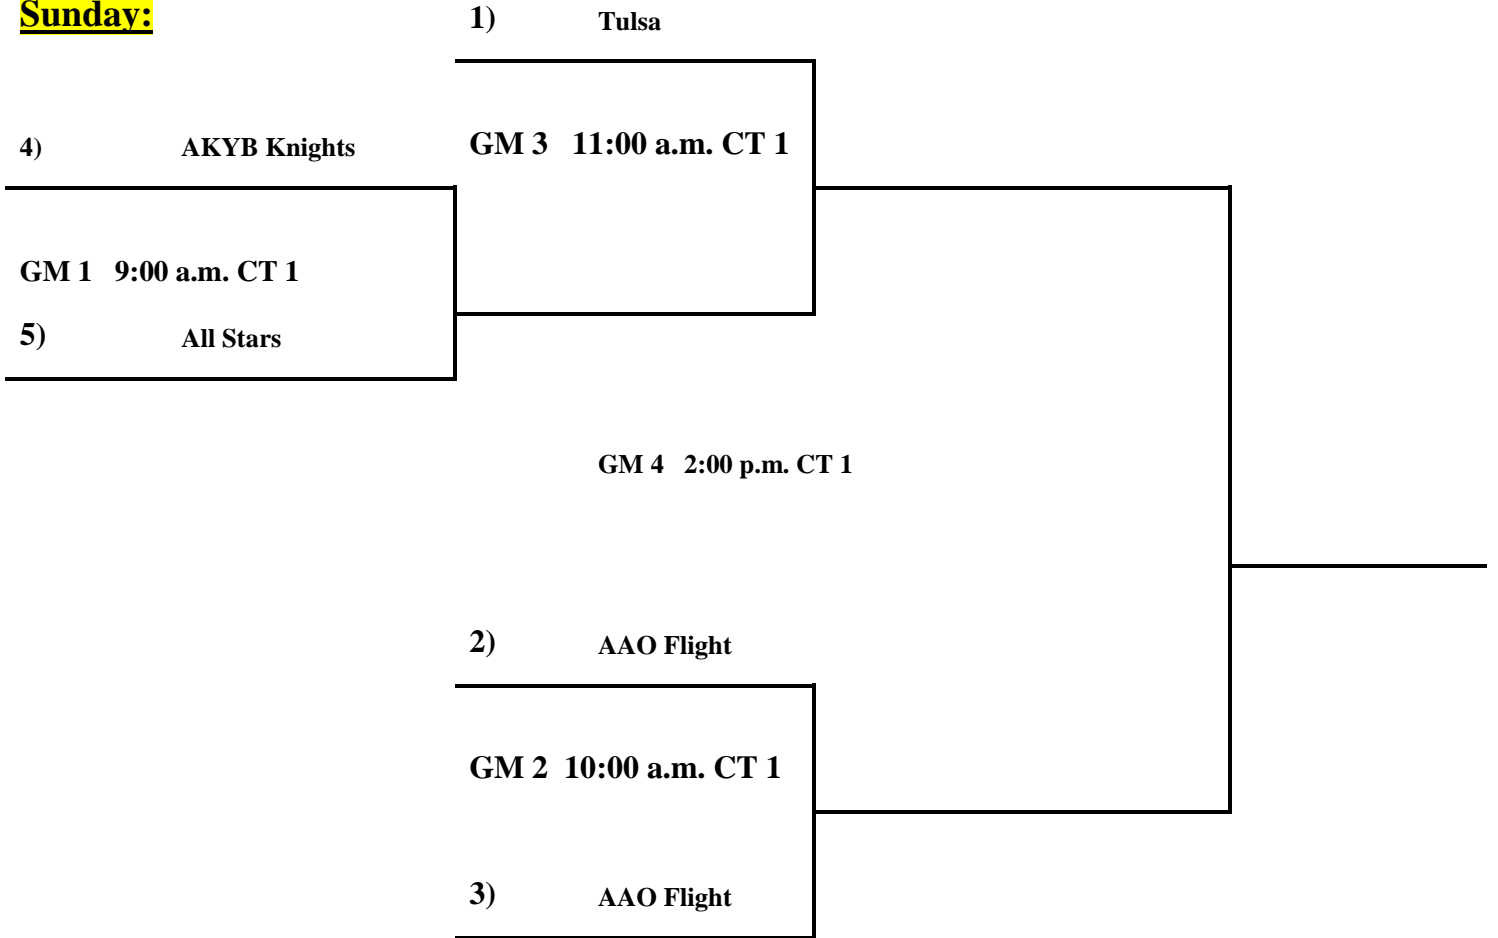 Sunday:
1) Tulsa
4) AKYB Knights
GM 3 11:00 a.m. CT 1
GM 1 9:00 a.m. CT 1
5) All Stars
GM 4 2:00 p.m. CT 1
2) AAO Flight
GM 2 10:00 a.m. CT 1
3) AAO Flight